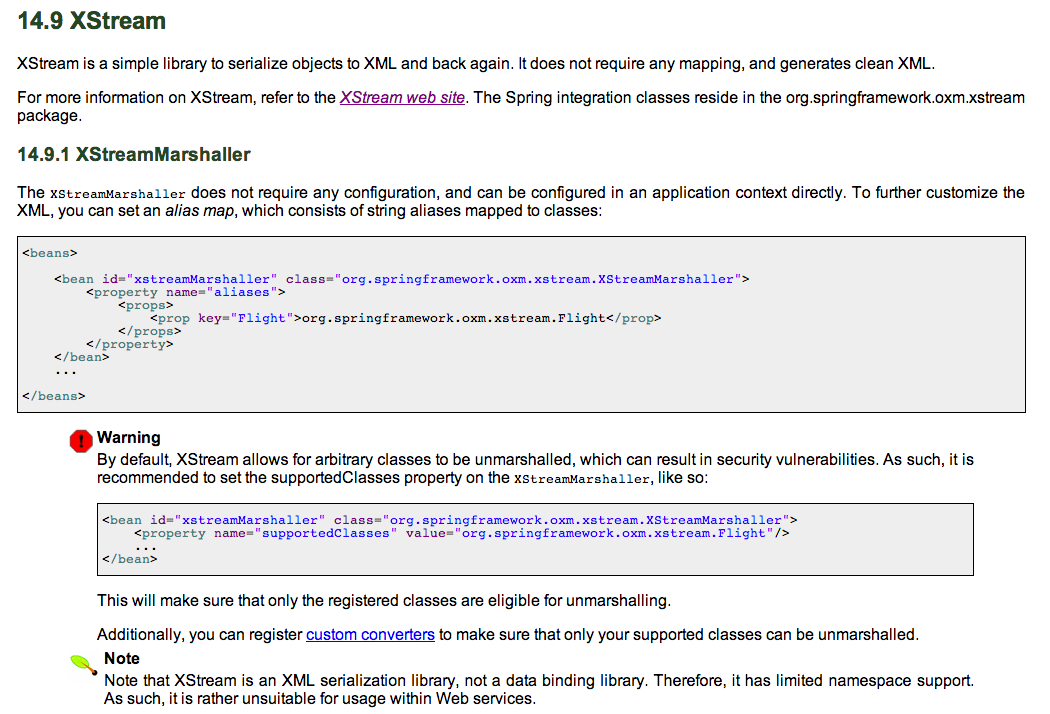 14.9 XStream
XStream is a simple library to serialize objects to XML and back again. It does not require any mapping, and generates clean XML.
For more information on XStream, refer to the XStream web site. The Spring integration classes reside in the org.springframework.oxm.xstream
package.
14.9.1 XStreamMarshaller
The XStreamMarshaller does not require any configuration, and can be configured in an application context directly. To further customize the
XML, you can set an alias map, which consists of string aliases mapped to classes:
<beans>
    <bean id="xstreamMarshaller" class="org.springframework.oxm.xstream.XStreamMarshaller">
        <property name="aliases">
            <props>
                <prop key="Flight">org.springframework.oxm.xstream.Flight</prop>
            </props>
        </property>
    </bean>
    ...
</beans>
Warning
By default, XStream allows for arbitrary classes to be unmarshalled, which can result in security vulnerabilities. As such, it is
recommended to set the supportedClasses property on the XStreamMarshaller, like so:
<bean id="xstreamMarshaller" class="org.springframework.oxm.xstream.XStreamMarshaller">
    <property name="supportedClasses" value="org.springframework.oxm.xstream.Flight"/>
    ...
</bean>
This will make sure that only the registered classes are eligible for unmarshalling.
Additionally, you can register custom converters to make sure that only your supported classes can be unmarshalled.
Note
Note that XStream is an XML serialization library, not a data binding library. Therefore, it has limited namespace support.
As such, it is rather unsuitable for usage within Web services.